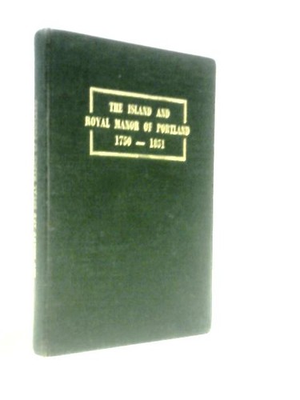 THE ISLAND AND
ROYAL MANOR OF PORTLAND
1750 — 1851